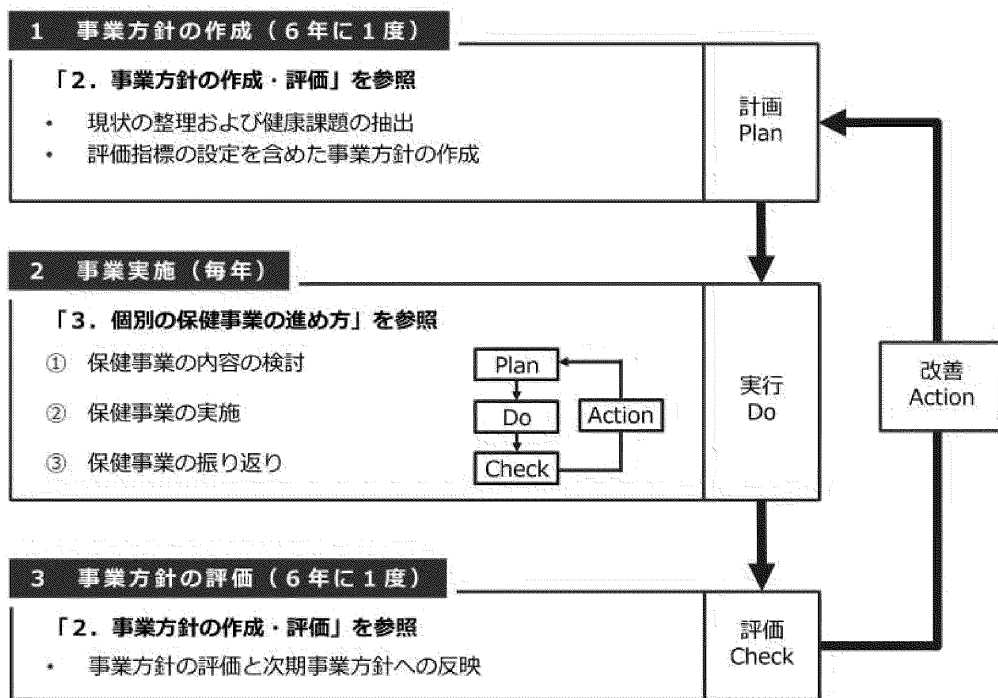 1 事業方針の作成（6年に1度）
「2．事業方針の作成・評価」を参照
・ 現状の整理および健康課題の抽出
・ 評価指標の設定を含めた事業方針の作成
計画
Plan
2 事業実施（毎年）
「3．個別の保健事業の進め方」を参照
① 保健事業の内容の検討
② 保健事業の実施
③ 保健事業の振り返り
Plan
Do
Check
Action
実行
Do
改善
Action
3 事業方針の評価（6年に1度）
「2．事業方針の作成・評価」を参照
・ 事業方針の評価と次期事業方針への反映
評価
Check